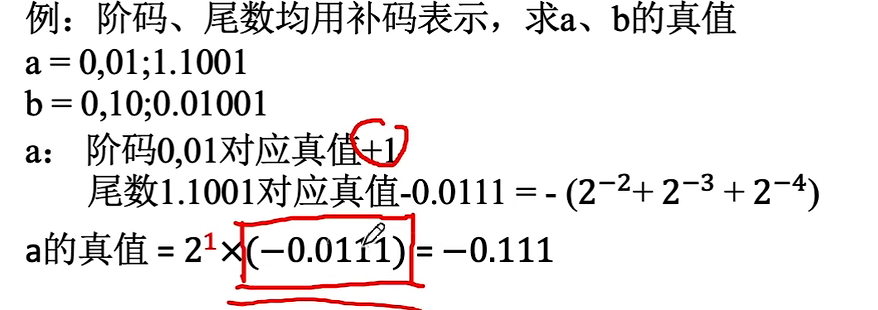 例：阶码、尾数均用补码表示，求a、b的真值
a = 0,01;1.1001
b = 0,10;0.01001
a： 阶码0,01对应真值+1
尾数1.1001对应真值-0.0111 = - (2⁻²+ 2⁻³ + 2⁻⁴)
a的真值 = 2¹×(−0.0111) = −0.111